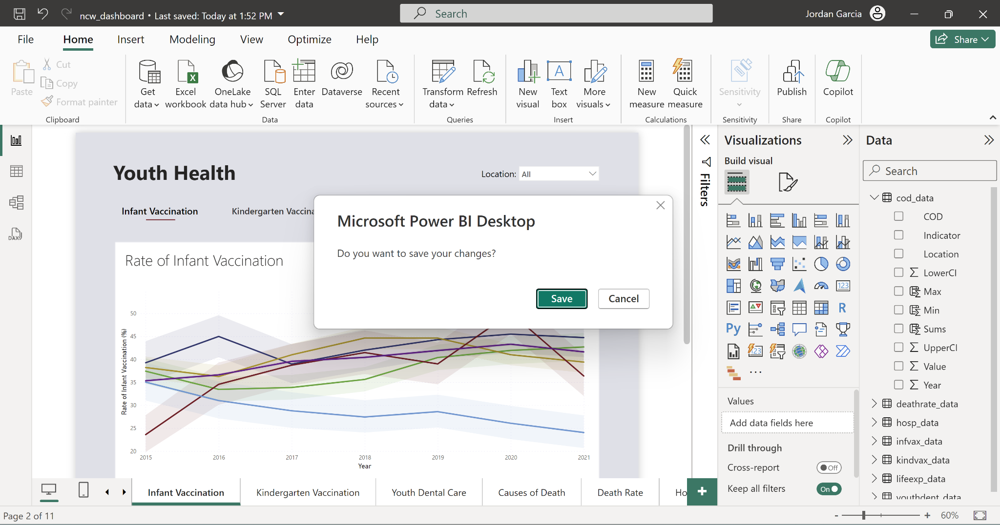 ncw_dashboard • Last saved: Today at 1:52 PM
Search
Jordan Garcia
File
Home
Insert
Modeling
View
Optimize
Help
Share
Paste
Cut
Copy
Format painter
Clipboard
Get data
Excel workbook
OneLake data hub
SQL Server
Enter data
Dataverse
Recent sources
Data
Transform data
Refresh
Queries
New visual
Text box
More visuals
Insert
New measure
Quick measure
Calculations
Sensitivity
Sensitivity
Publish
Share
Copilot
Copilot
DAX
Youth Health
Location: All
Infant Vaccination
Kindergarten Vaccina
Rate of Infant Vaccination
Rate of Infant Vaccination (%)
50
45
40
35
30
25
20
2015
2016
2017
2018
2019
2020
2021
Year
Microsoft Power BI Desktop
Do you want to save your changes?
Save
Cancel
Filters
Visualizations
Build visual
123
R
Py
123
Values
Add data fields here
Drill through
Cross-report
Off
Keep all filters
On
Data
Search
cod_data
COD
Indicator
Location
LowerCI
Max
Min
Sums
UpperCI
Value
Year
deathrate_data
hosp_data
infvax_data
kindvax_data
lifeexp_data
youthdent_data
Infant Vaccination
Kindergarten Vaccination
Youth Dental Care
Causes of Death
Death Rate
Ho
+
Page 2 of 11
-
+
60%